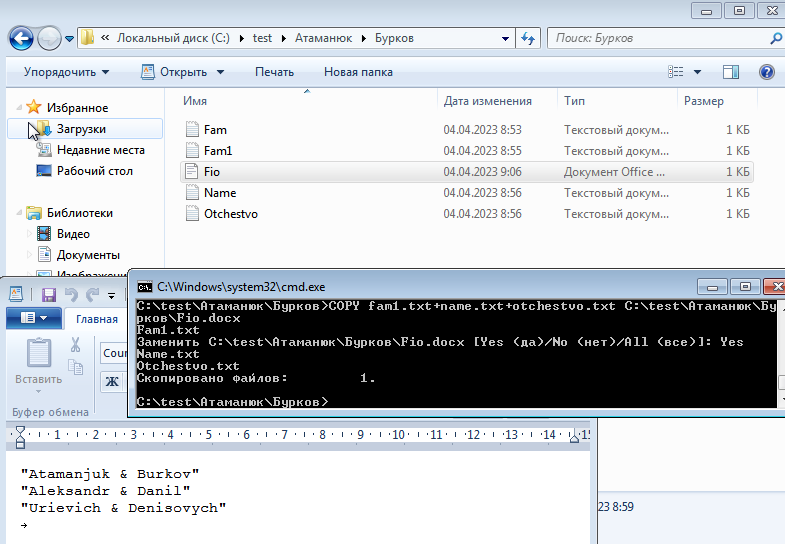 « Локальный диск (C:) ▸ test ▸ Атаманюк ▸ Бурков
Поиск: Бурков
Упорядочить Открыть Печать Новая папка
Избранное
Загрузки
Недавние места
Рабочий стол
Библиотеки
Видео
Документы
Изображения
Имя Дата изменения Тип Размер
Fam 04.04.2023 8:53 Текстовый докум... 1 КБ
Fam1 04.04.2023 8:55 Текстовый докум... 1 КБ
Fio 04.04.2023 9:06 Документ Office ... 1 КБ
Name 04.04.2023 8:56 Текстовый докум... 1 КБ
Otchestvo 04.04.2023 8:56 Текстовый докум... 1 КБ
C:\Windows\system32\cmd.exe
C:\test\Атаманюк\Бурков>COPY fam1.txt+name.txt+otchestvo.txt C:\test\Атаманюк\Бу
рков\Fio.docx
Fam1.txt
Заменить C:\test\Атаманюк\Бурков\Fio.docx [Yes (да)/No (нет)/All (все)]: Yes
Name.txt
Otchestvo.txt
Скопировано файлов: 1.
C:\test\Атаманюк\Бурков>
Главная
Вставить
Cour
Ж
Буфер обмена
1 2 3 4 5 6 7 8 9 10 11 12 13 14 15
"Atamanjuk & Burkov"
"Aleksandr & Danil"
"Urievich & Denisovych"
23 8:59